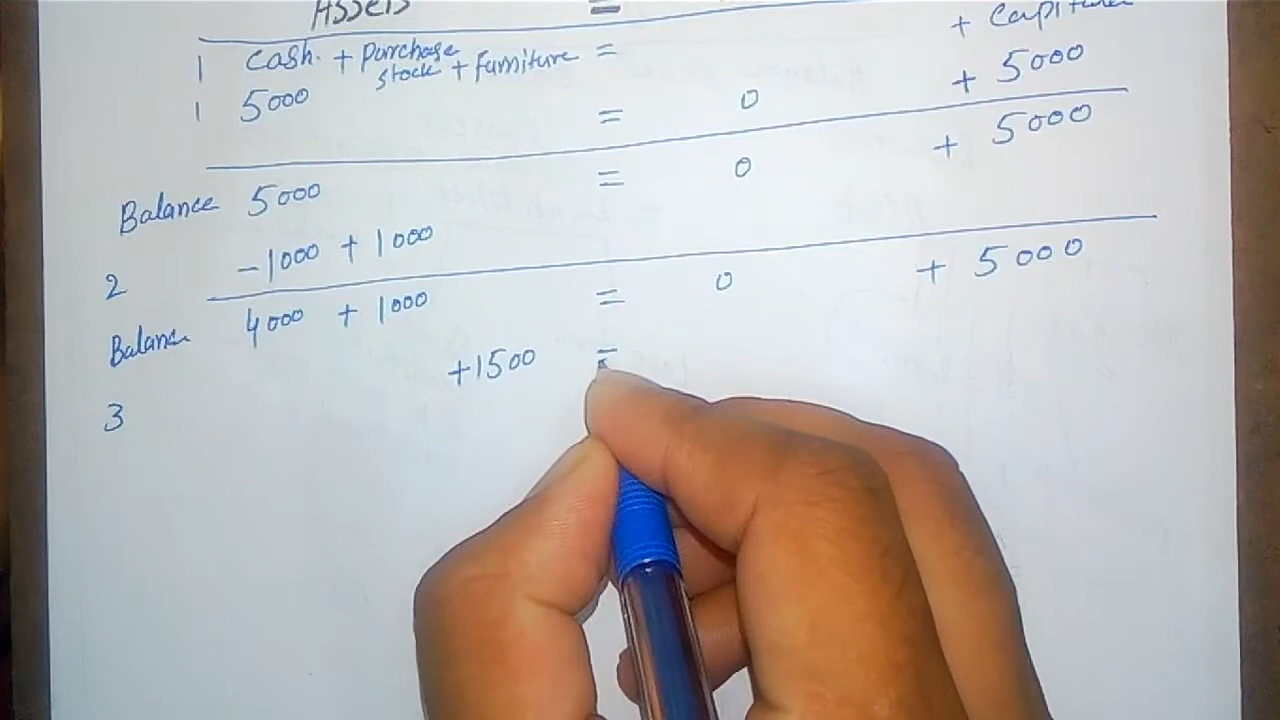 Assets =
1 Cash. + Purchase stock + Furniture = + Capital
1 5000 = 0 + 5000
Balance 5000 = 0 + 5000
2 -1000 + 1000
Balance 4000 + 1000 = 0 + 5000
3 +1500 =